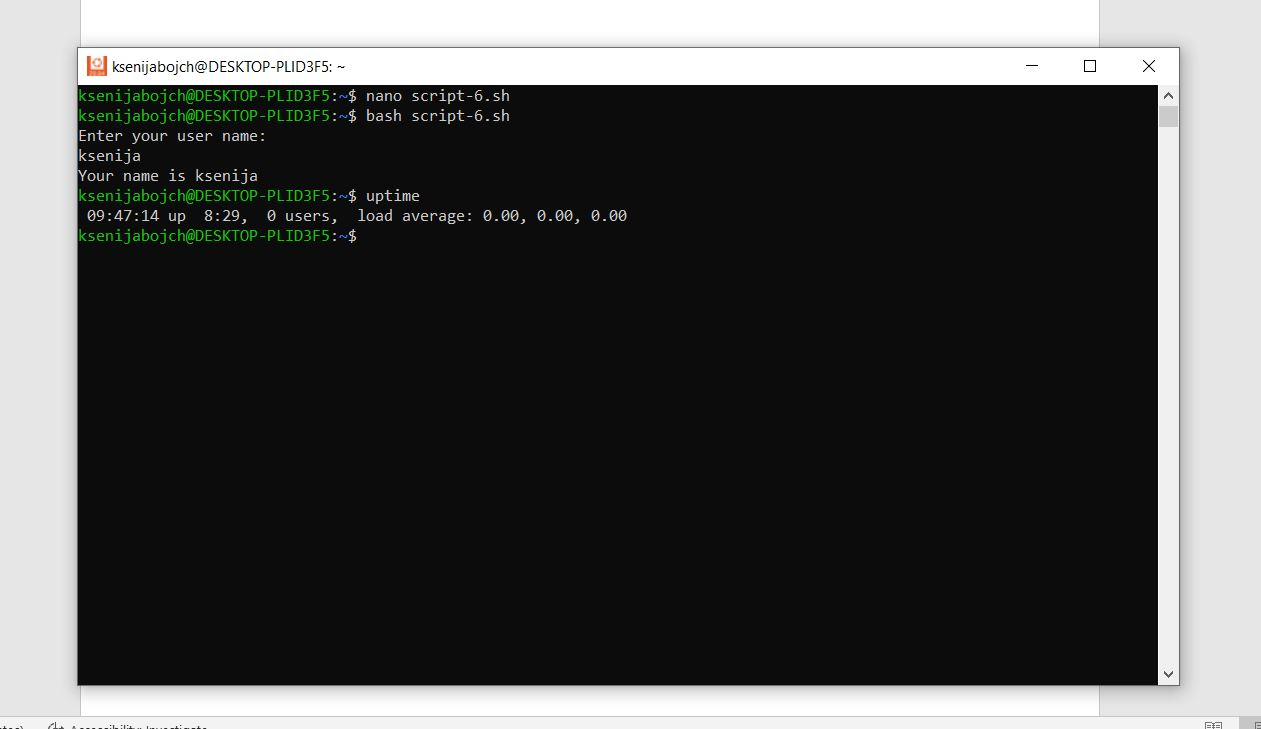 ksenijabojch@DESKTOP-PLID3F5: ~
ksenijabojch@DESKTOP-PLID3F5:~$ nano script-6.sh
ksenijabojch@DESKTOP-PLID3F5:~$ bash script-6.sh
Enter your user name:
ksenija
Your name is ksenija
ksenijabojch@DESKTOP-PLID3F5:~$ uptime
 09:47:14 up  8:29,  0 users,  load average: 0.00, 0.00, 0.00
ksenijabojch@DESKTOP-PLID3F5:~$
Accessibility: Investigate